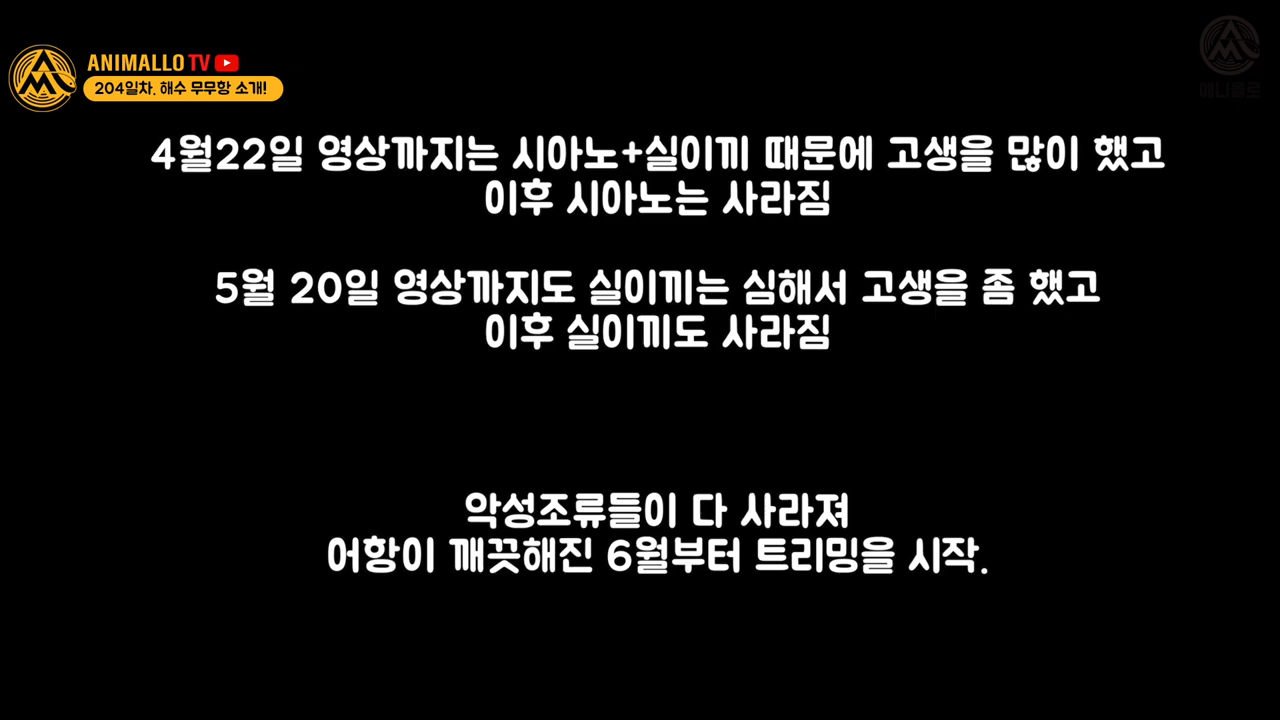 ANIMALLO TV
204일차. 해수 무무항 소개!
애니멀로
4월22일 영상까지는 시아노+실이끼 때문에 고생을 많이 했고
이후 시아노는 사라짐
5월 20일 영상까지도 실이끼는 심해서 고생을 좀 했고
이후 실이끼도 사라짐
악성조류들이 다 사라져
어항이 깨끗해진 6월부터 트리밍을 시작.